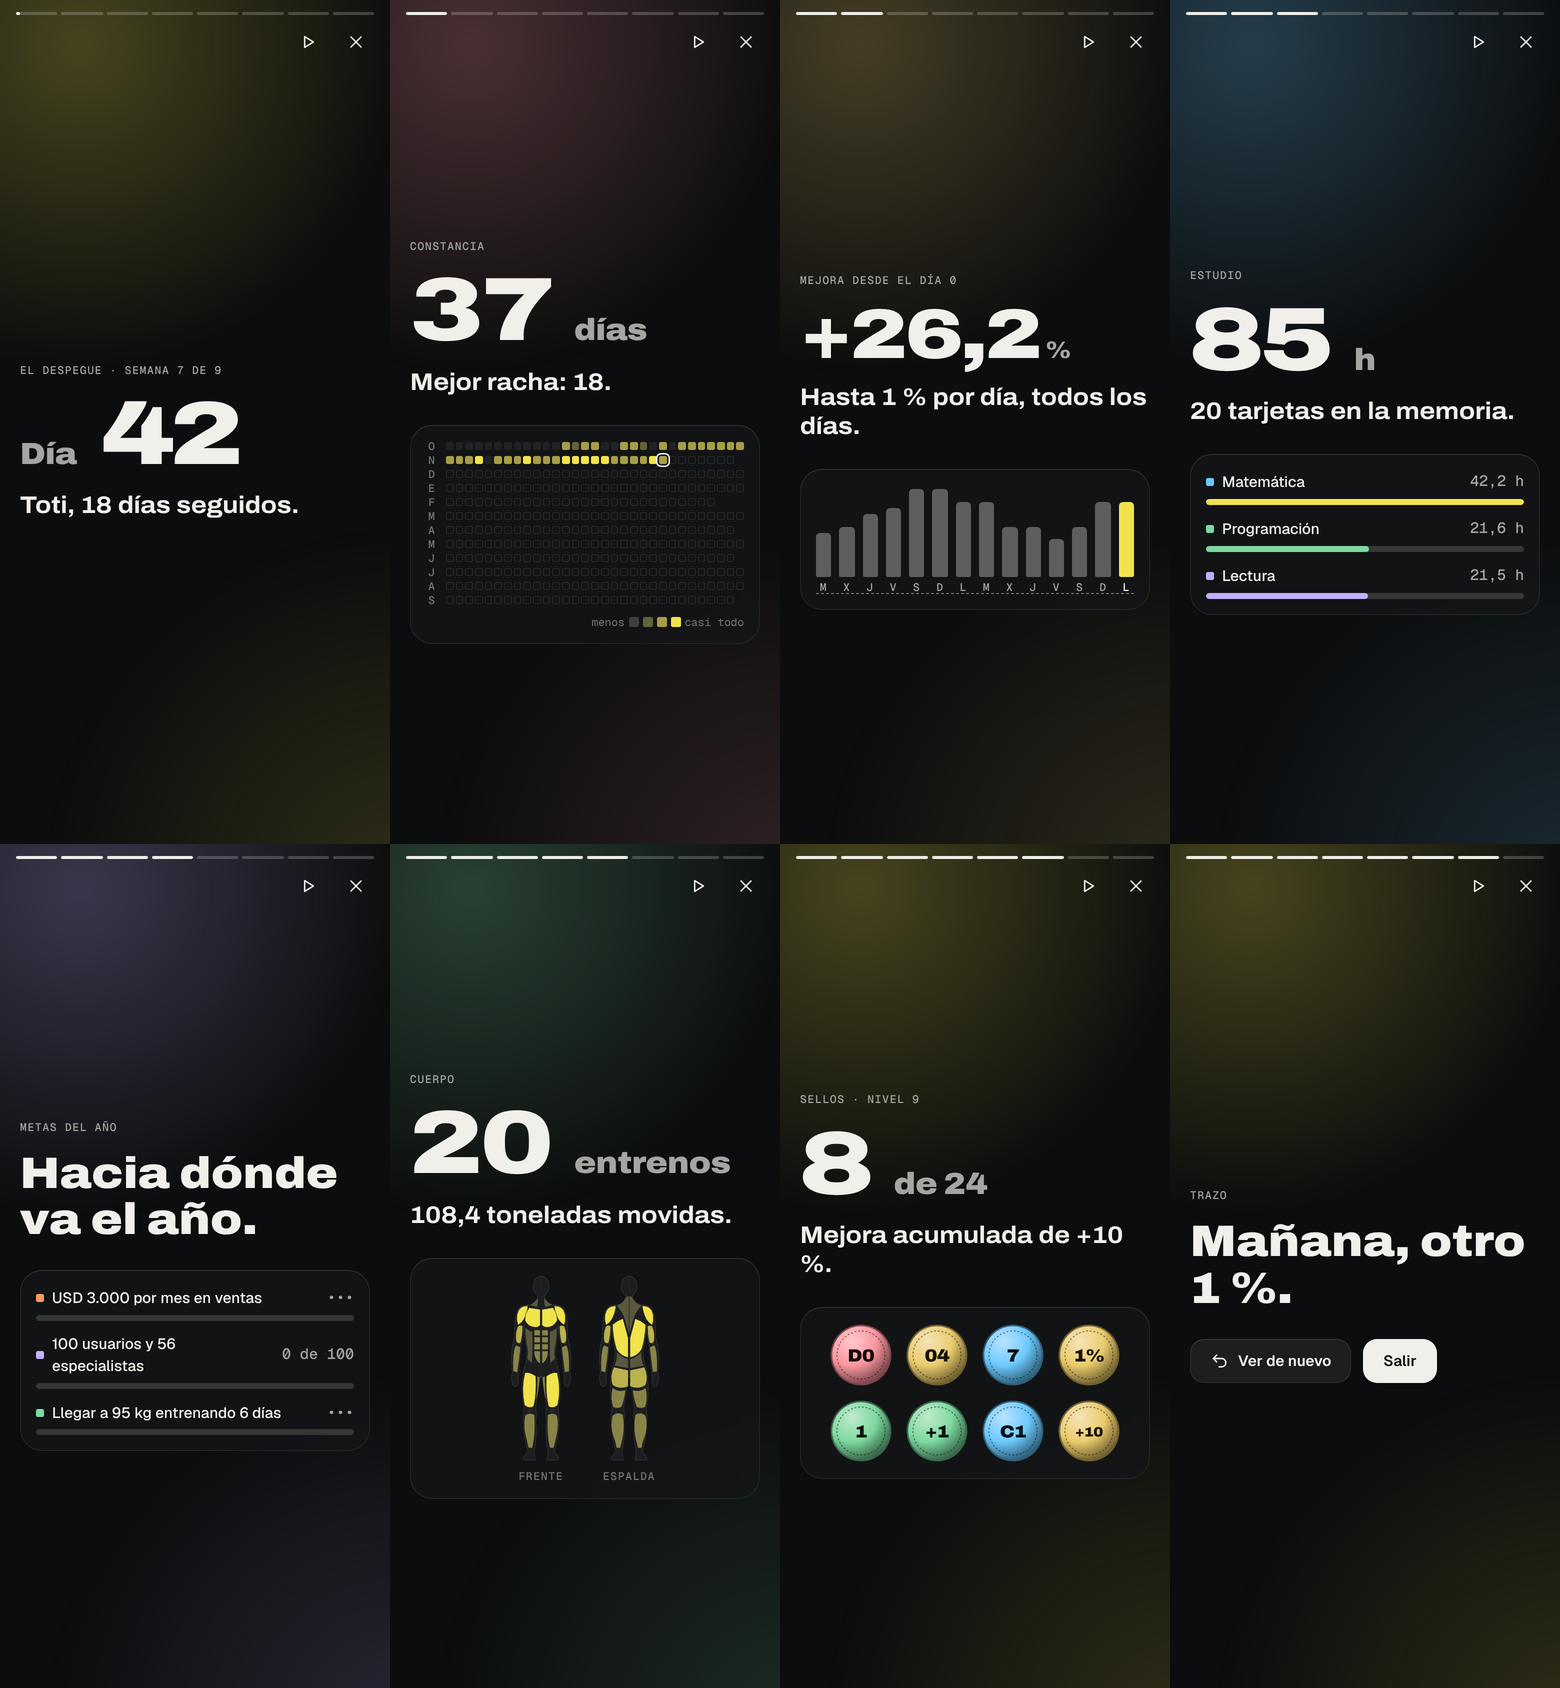 EL DESPEGUE · SEMANA 7 DE 9
Día 42
Toti, 18 días seguidos.
CONSTANCIA
37 días
Mejor racha: 18.
O
N
D
E
F
M
A
M
J
J
A
S
menos casi todo
MEJORA DESDE EL DÍA 0
+26,2 %
Hasta 1 % por día, todos los
días.
M X J V S D L M X J V S D L
ESTUDIO
85 h
20 tarjetas en la memoria.
Matemática 42,2 h
Programación 21,6 h
Lectura 21,5 h
METAS DEL AÑO
Hacia dónde
va el año.
USD 3.000 por mes en ventas ···
100 usuarios y 56
especialistas 0 de 100
Llegar a 95 kg entrenando 6 días ···
CUERPO
20 entrenos
108,4 toneladas movidas.
FRENTE ESPALDA
SELLOS · NIVEL 9
8 de 24
Mejora acumulada de +10
%.
D0 04 7 1%
1 +1 C1 +10
TRAZO
Mañana, otro
1 %.
Ver de nuevo Salir